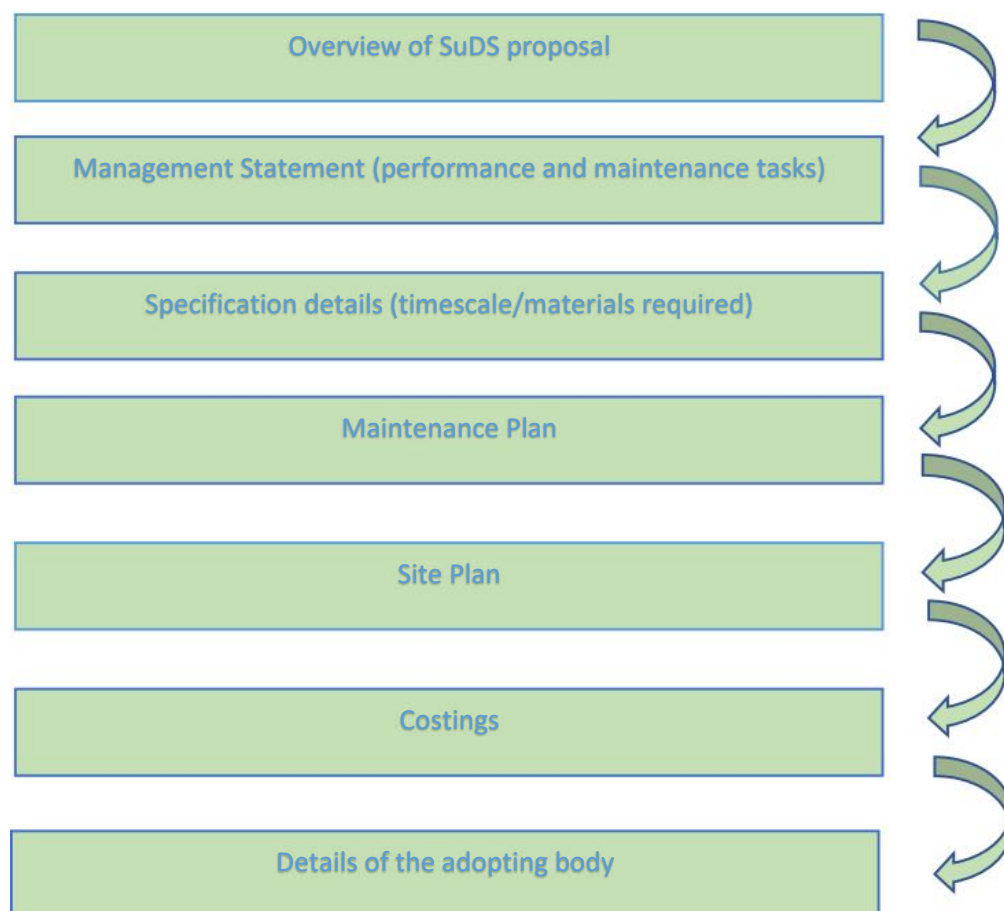 Overview of SuDS proposal
Management Statement (performance and maintenance tasks)
Specification details (timescale/materials required)
Maintenance Plan
Site Plan
Costings
Details of the adopting body